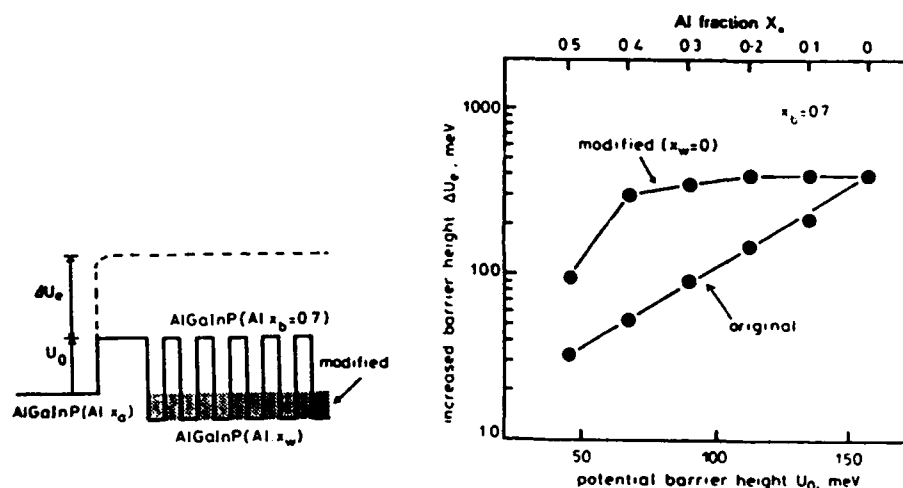 ΔUe
U0
AlGaInP(Al xb=0.7)
modified
AlGaInP(Al xa)
AlGaInP(Al xw)
Al fraction Xa
0.5 0.4 0.3 0.2 0.1 0
1000
100
10
increased barrier height ΔUe, meV
xb=0.7
modified (xw=0)
original
50 100 150
potential barrier height U0, meV